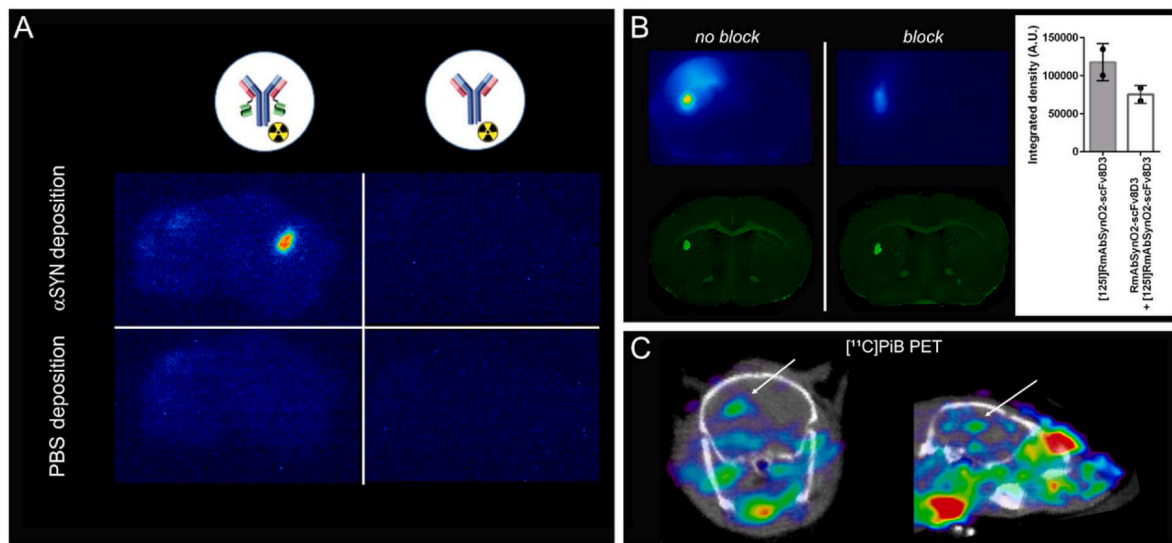 A
αSYN deposition
PBS deposition
B
no block
block
Integrated density (A.U.)
150000
100000
50000
0
[125I]RmAbSynO2-scFv8D3
RmAbSynO2-scFv8D3
+ [125I]RmAbSynO2-scFv8D3
C
[¹¹C]PiB PET